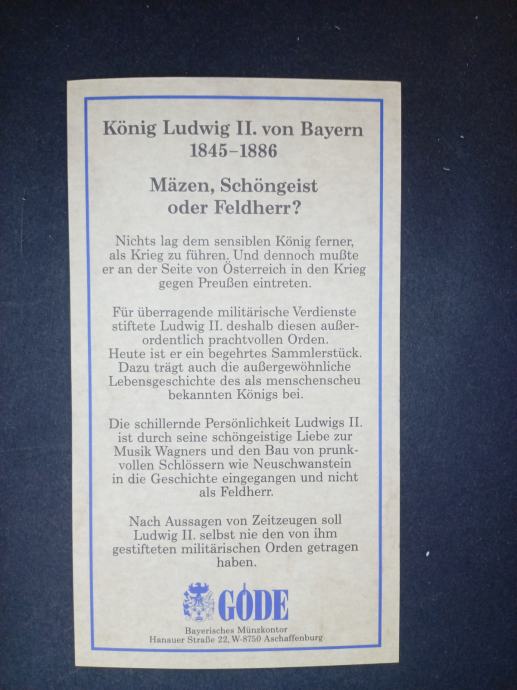 König Ludwig II. von Bayern
1845–1886
Mäzen, Schöngeist
oder Feldherr?
Nichts lag dem sensiblen König ferner,
als Krieg zu führen. Und dennoch mußte
er an der Seite von Österreich in den Krieg
gegen Preußen eintreten.
Für überragende militärische Verdienste
stiftete Ludwig II. deshalb diesen außer-
ordentlich prachtvollen Orden.
Heute ist er ein begehrtes Sammlerstück.
Dazu trägt auch die außergewöhnliche
Lebensgeschichte des als menschenscheu
bekannten Königs bei.
Die schillernde Persönlichkeit Ludwigs II.
ist durch seine schöngeistige Liebe zur
Musik Wagners und den Bau von prunk-
vollen Schlössern wie Neuschwanstein
in die Geschichte eingegangen und nicht
als Feldherr.
Nach Aussagen von Zeitzeugen soll
Ludwig II. selbst nie den von ihm
gestifteten militärischen Orden getragen
haben.
GÖDE
Bayerisches Münzkontor
Hanauer Straße 22, W-8750 Aschaffenburg